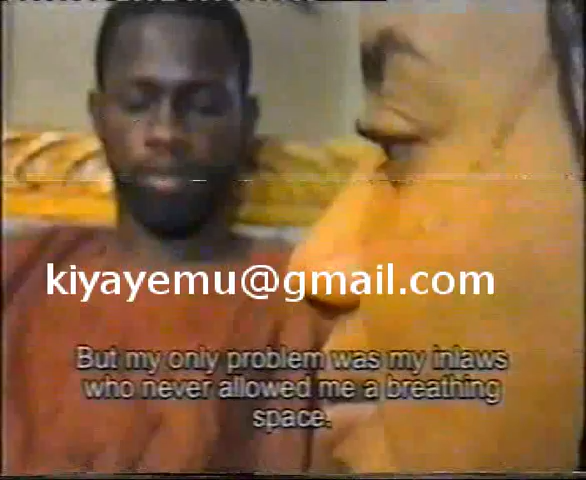 kiyayemu@gmail.com
But my only problem was my inlaws
who never allowed me a breathing
space.